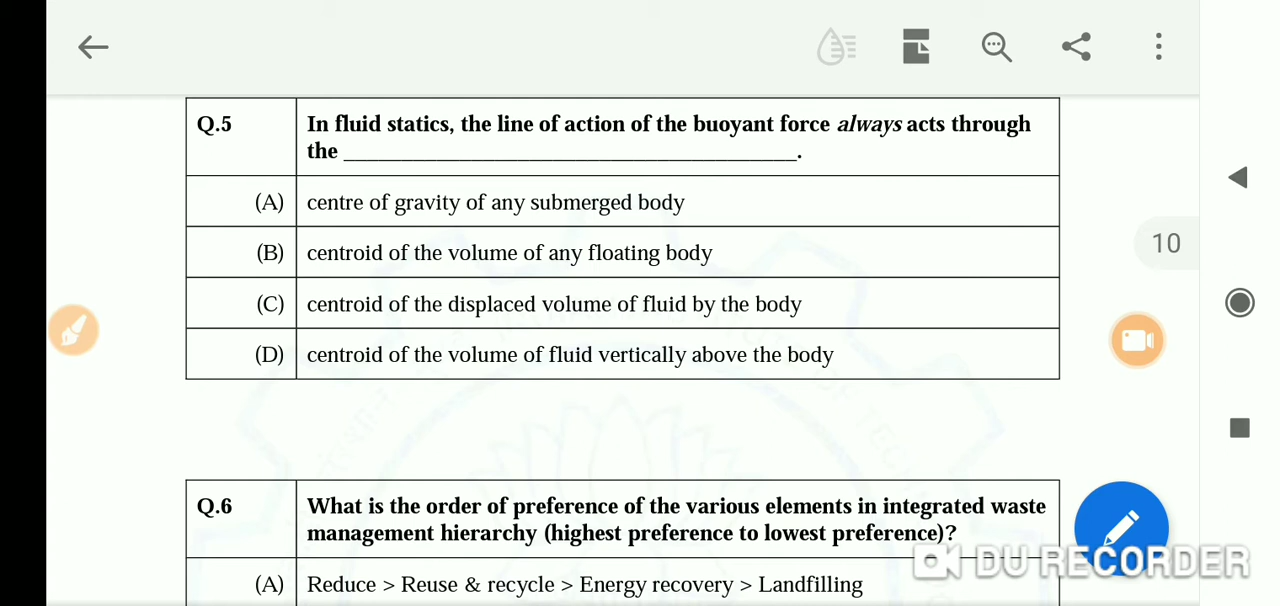 10
Q.5 In fluid statics, the line of action of the buoyant force always acts through
the ______________________________________.
(A) centre of gravity of any submerged body
(B) centroid of the volume of any floating body
(C) centroid of the displaced volume of fluid by the body
(D) centroid of the volume of fluid vertically above the body
Q.6 What is the order of preference of the various elements in integrated waste
management hierarchy (highest preference to lowest preference)?
(A) Reduce > Reuse & recycle > Energy recovery > Landfilling
DU RECORDER